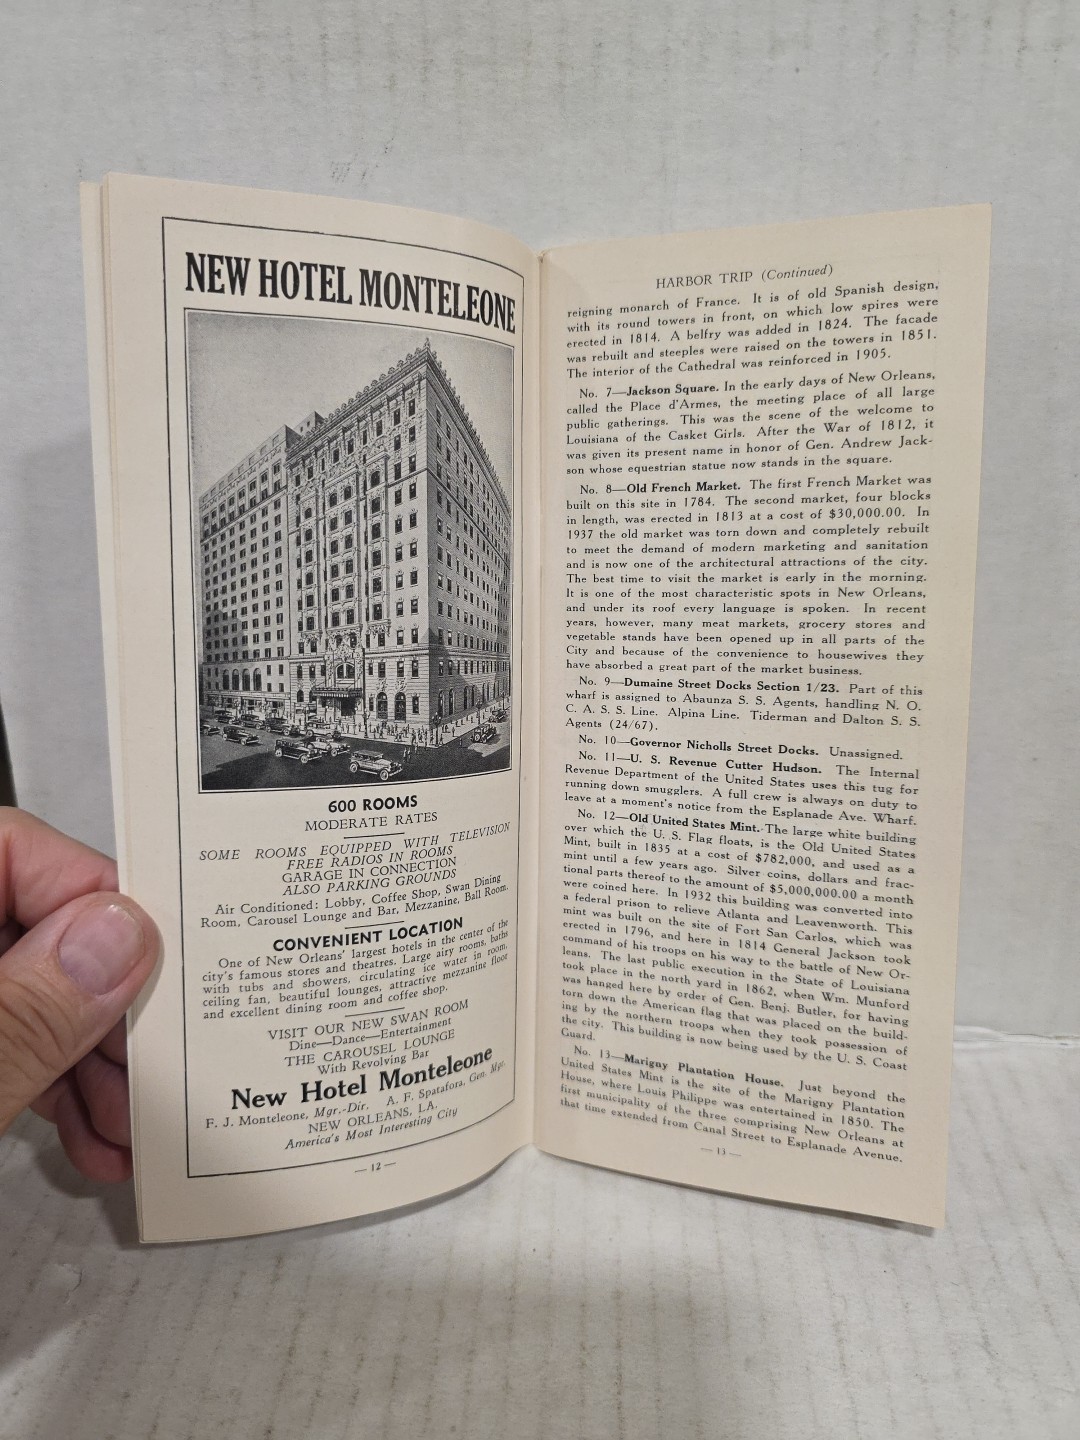 NEW HOTEL MONTELEONE
600 ROOMS
MODERATE RATES
SOME ROOMS EQUIPPED WITH TELEVISION
FREE RADIOS IN ROOMS
GARAGE IN CONNECTION
ALSO PARKING GROUNDS
Air Conditioned: Lobby, Coffee Shop, Swan Dining
Room, Carousel Lounge and Bar, Mezzanine, Ball Room.
CONVENIENT LOCATION
One of New Orleans' largest hotels in the center of the
city's famous stores and theatres. Large airy rooms, baths
with tubs and showers, circulating ice water in room,
ceiling fan, beautiful lounges, attractive mezzanine floor
and excellent dining room and coffee shop.
VISIT OUR NEW SWAN ROOM
Dine—Dance—Entertainment
THE CAROUSEL LOUNGE
With Revolving Bar
New Hotel Monteleone
F. J. Monteleone, Mgr.-Dir. A. F. Spatafora, Gen. Mgr.
NEW ORLEANS, LA.
America's Most Interesting City
— 12 —
HARBOR TRIP (Continued)
reigning monarch of France. It is of old Spanish design,
with its round towers in front, on which low spires were
erected in 1814. A belfry was added in 1824. The facade
was rebuilt and steeples were raised on the towers in 1851.
The interior of the Cathedral was reinforced in 1905.
No. 7—Jackson Square. In the early days of New Orleans,
called the Place d'Armes, the meeting place of all large
public gatherings. This was the scene of the welcome to
Louisiana of the Casket Girls. After the War of 1812, it
was given its present name in honor of Gen. Andrew Jack-
son whose equestrian statue now stands in the square.
No. 8—Old French Market. The first French Market was
built on this site in 1784. The second market, four blocks
in length, was erected in 1813 at a cost of $30,000.00. In
1937 the old market was torn down and completely rebuilt
to meet the demand of modern marketing and sanitation
and is now one of the architectural attractions of the city.
The best time to visit the market is early in the morning.
It is one of the most characteristic spots in New Orleans,
and under its roof every language is spoken. In recent
years, however, many meat markets, grocery stores and
vegetable stands have been opened up in all parts of the
City and because of the convenience to housewives they
have absorbed a great part of the market business.
No. 9—Dumaine Street Docks Section 1/23. Part of this
wharf is assigned to Abaunza S. S. Agents, handling N. O.
C. A. S. S. Line. Alpina Line. Tiderman and Dalton S. S.
Agents (24/67).
No. 10—Governor Nicholls Street Docks. Unassigned.
No. 11—U. S. Revenue Cutter Hudson. The Internal
Revenue Department of the United States uses this tug for
running down smugglers. A full crew is always on duty to
leave at a moment's notice from the Esplanade Ave. Wharf.
No. 12—Old United States Mint. The large white building
over which the U. S. Flag floats, is the Old United States
Mint, built in 1835 at a cost of $782,000, and used as a
mint until a few years ago. Silver coins, dollars and frac-
tional parts thereof to the amount of $5,000,000.00 a month
were coined here. In 1932 this building was converted into
a federal prison to relieve Atlanta and Leavenworth. This
mint was built on the site of Fort San Carlos, which was
erected in 1796, and here in 1814 General Jackson took
command of his troops on his way to the battle of New Or-
leans. The last public execution in the State of Louisiana
took place in the north yard in 1862, when Wm. Munford
was hanged here by order of Gen. Benj. Butler, for having
torn down the American flag that was placed on the build-
ing by the northern troops when they took possession of
the city. This building is now being used by the U. S. Coast
Guard.
No. 13—Marigny Plantation House. Just beyond the
United States Mint is the site of the Marigny Plantation
House, where Louis Philippe was entertained in 1850. The
first municipality of the three comprising New Orleans at
that time extended from Canal Street to Esplanade Avenue.
— 13 —